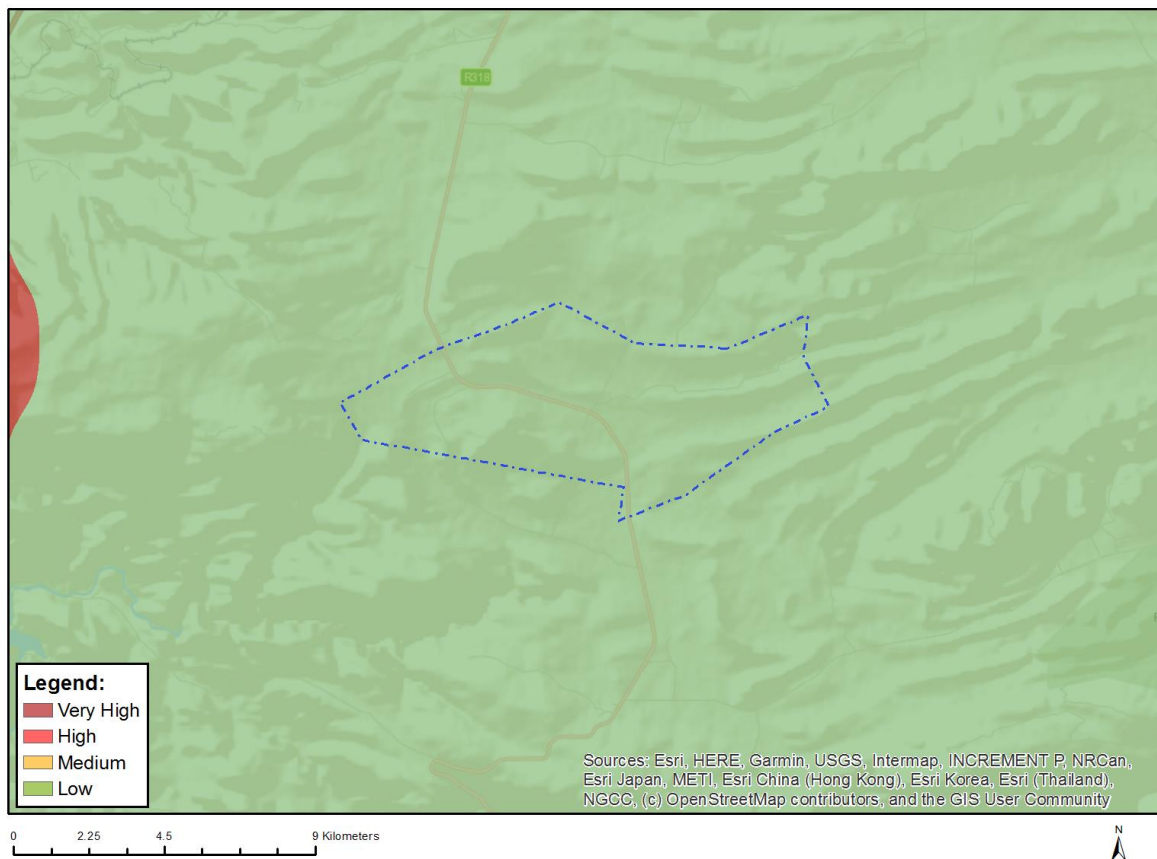 R318
Legend:
Very High
High
Medium
Low
Sources: Esri, HERE, Garmin, USGS, Intermap, INCREMENT P, NRCan,
Esri Japan, METI, Esri China (Hong Kong), Esri Korea, Esri (Thailand),
NGCC, (c) OpenStreetMap contributors, and the GIS User Community
0 2.25 4.5 9 Kilometers
N